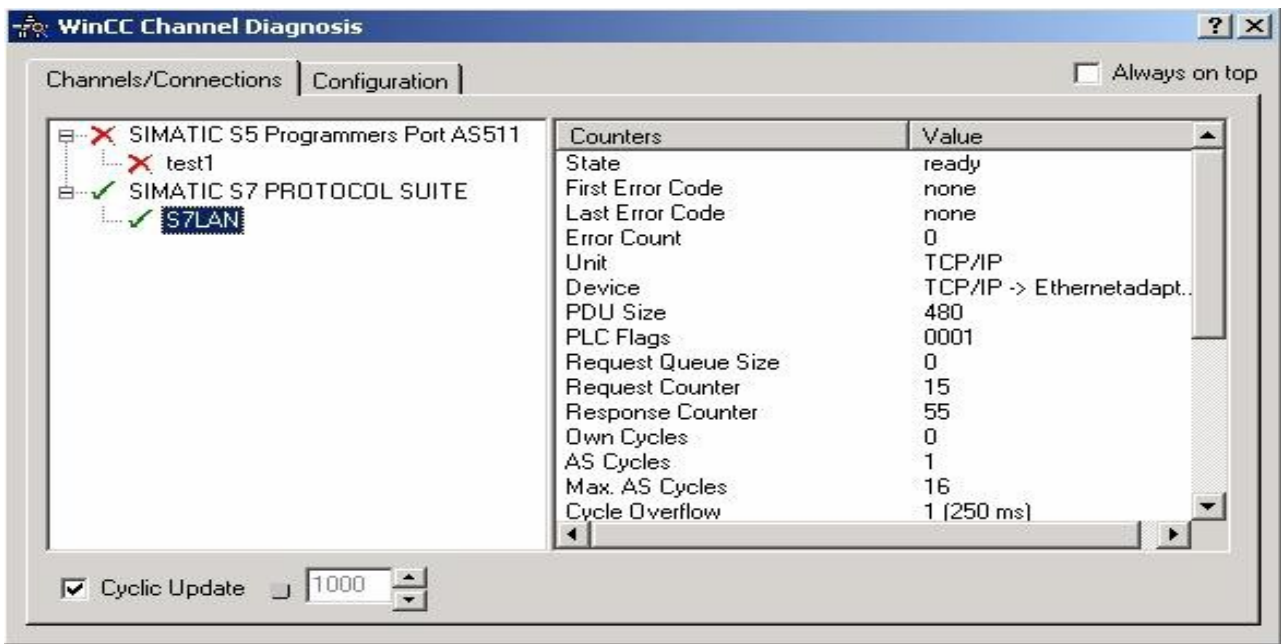 WinCC Channel Diagnosis
Channels/Connections Configuration Always on top
SIMATIC S5 Programmers Port AS511
test1
SIMATIC S7 PROTOCOL SUITE
S7LAN
Counters Value
State ready
First Error Code none
Last Error Code none
Error Count 0
Unit TCP/IP
Device TCP/IP -> Ethernetadapt..
PDU Size 480
PLC Flags 0001
Request Queue Size 0
Request Counter 15
Response Counter 55
Own Cycles 0
AS Cycles 1
Max. AS Cycles 16
Cycle Overflow 1 (250 ms)
Cyclic Update 1000